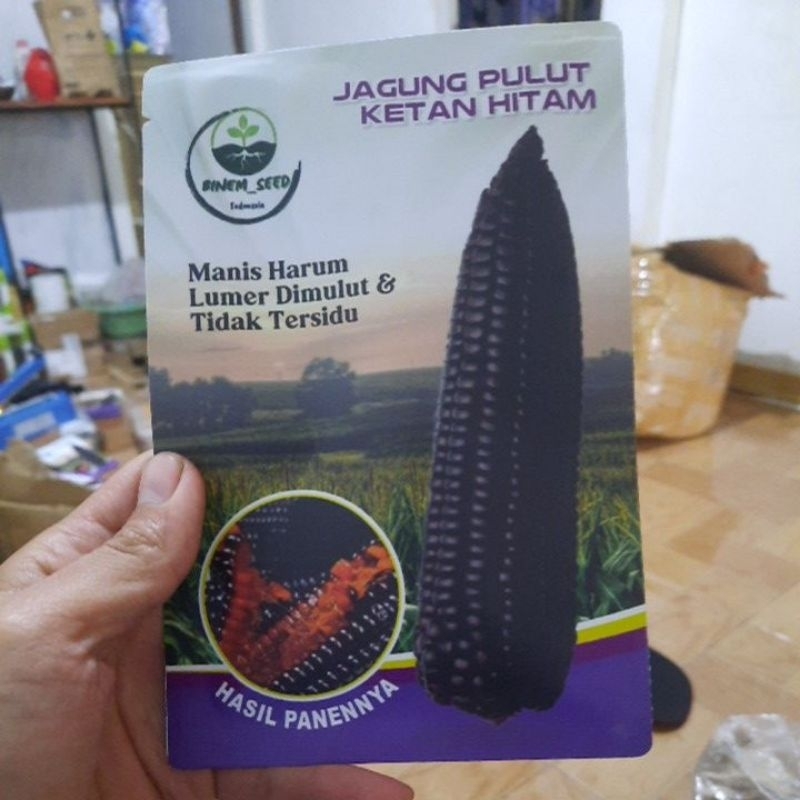 JAGUNG PULUT
KETAN HITAM
BINEM_SEED
Indonesia
Manis Harum
Lumer Dimulut &
Tidak Tersidu
HASIL PANENNYA